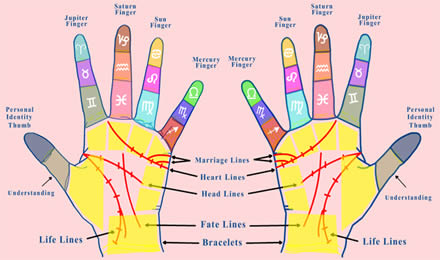 Jupiter
Finger
Saturn
Finger
Sun
Finger
Mercury
Finger
Personal
Identity
Thumb
Understanding
Mercury
Finger
Sun
Finger
Saturn
Finger
Jupiter
Finger
Personal
Identity
Thumb
Understanding
Marriage Lines
Heart Lines
Head Lines
Fate Lines
Bracelets
Life Lines
Life Lines
♈
♉
♊
♑
♒
♓
♌
♍
♎
♏
♐
♎
♏
♐
♌
♍
♑
♒
♓
♈
♉
♊